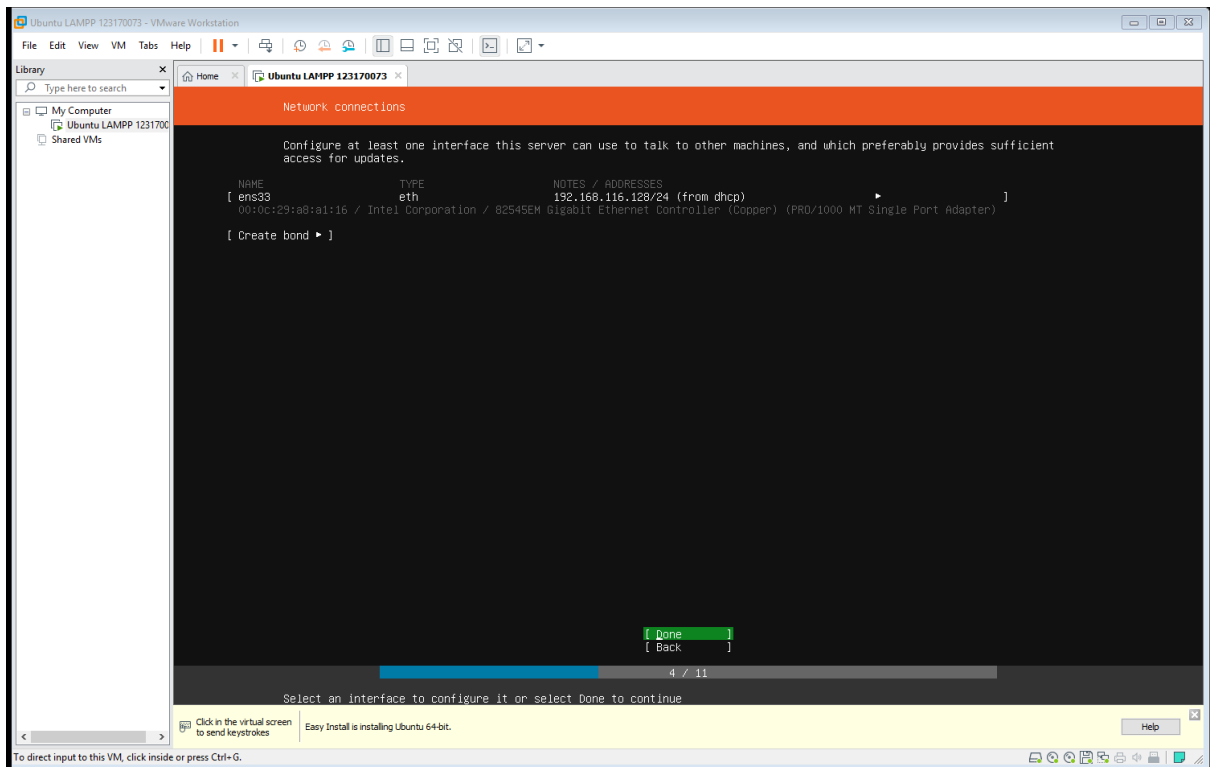 Ubuntu LAMPP 123170073 - VMware Workstation
File Edit View VM Tabs Help
Library
Type here to search
My Computer
Ubuntu LAMPP 1231700
Shared VMs
Home
Ubuntu LAMPP 123170073
Network connections
Configure at least one interface this server can use to talk to other machines, and which preferably provides sufficient
access for updates.
NAME TYPE NOTES / ADDRESSES
[ ens33 eth 192.168.116.128/24 (from dhcp) ▸ ]
00:0c:29:a8:a1:16 / Intel Corporation / 82545EM Gigabit Ethernet Controller (Copper) (PRO/1000 MT Single Port Adapter)
[ Create bond ▸ ]
[ Done ]
[ Back ]
4 / 11
Select an interface to configure it or select Done to continue
Click in the virtual screen
to send keystrokes
Easy Install is installing Ubuntu 64-bit.
Help
To direct input to this VM, click inside or press Ctrl+G.